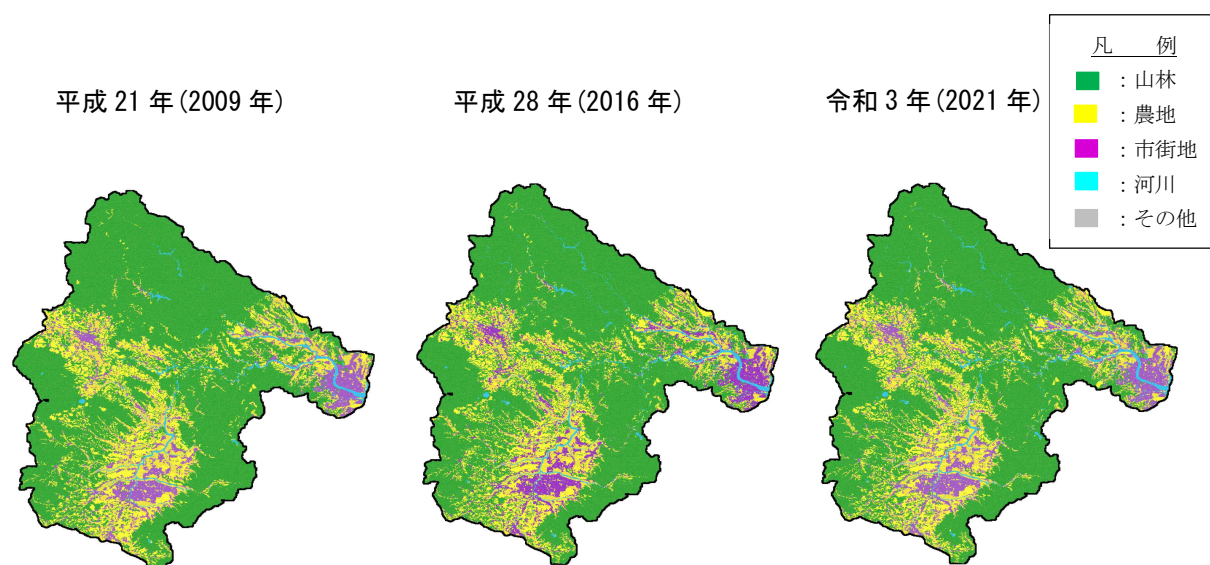 平成 21 年(2009 年)
平成 28 年(2016 年)
令和 3 年(2021 年)
凡 例
：山林
：農地
：市街地
：河川
：その他